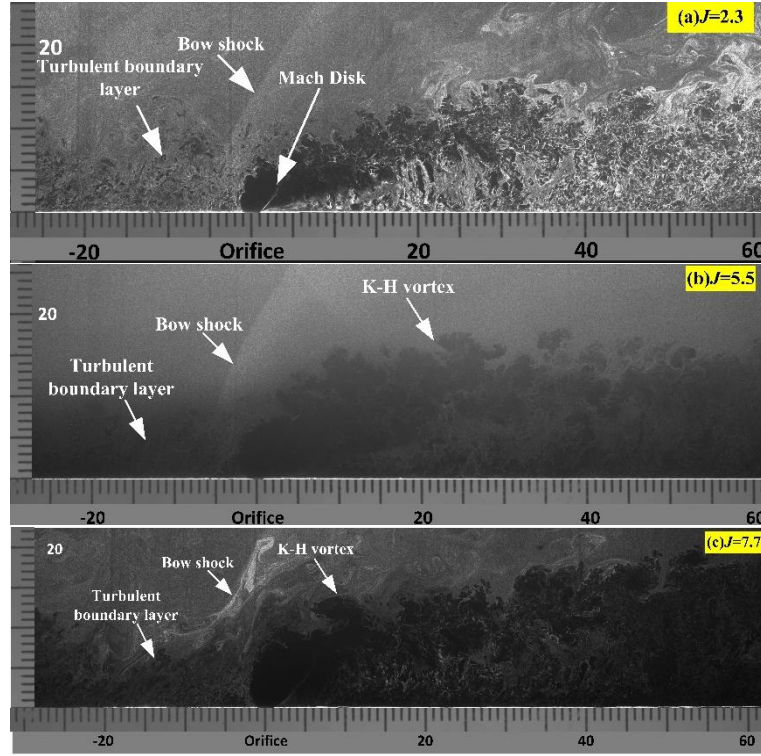 (a)J=2.3
20
Bow shock
Turbulent boundary
layer
Mach Disk
-20 Orifice 20 40 60
(b)J=5.5
20
K-H vortex
Bow shock
Turbulent
boundary layer
-20 Orifice 20 40 60
(c)J=7.7
20
Bow shock
K-H vortex
Turbulent
boundary layer
-20 Orifice 20 40 60